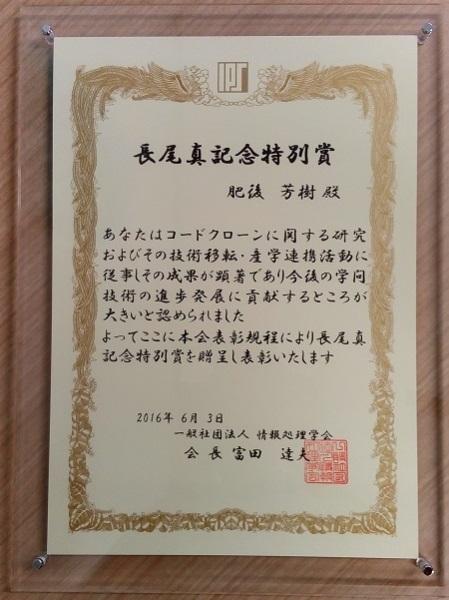 IPSJ
長尾真記念特別賞
肥後 芳樹 殿
あなたはコードクローンに関する研究
およびその技術移転・産学連携活動に
従事しその成果が顕著であり今後の学問
技術の進歩発展に貢献するところが
大きいと認められました
よってここに本会表彰規程により長尾真
記念特別賞を贈呈し表彰いたします
2016年 6月 3日
一般社団法人 情報処理学会
会長 富田 達夫